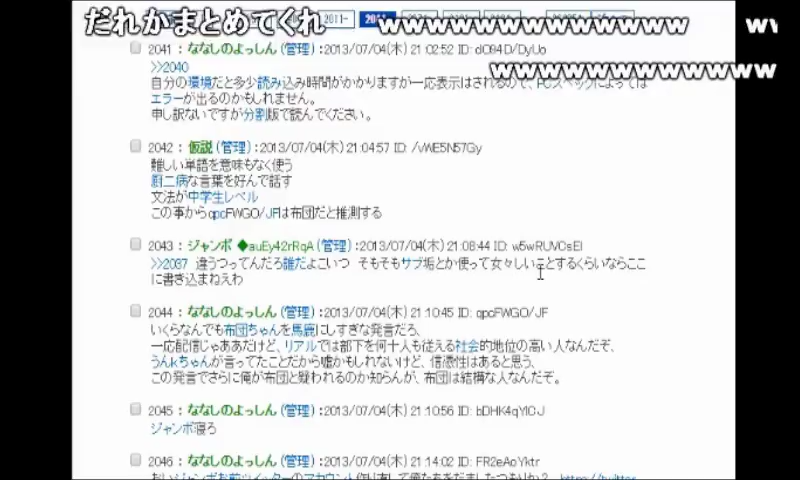 だれかまとめてくれ
wwwwwwwwwwwwwww
2011-
2041
2041 : ななしのよっしん (管理) : 2013/07/04(木) 21:02:52 ID: dO94D/DyUo
wwwwwwwwwwwwww
>>2040
自分の環境だと多少読み込み時間がかかりますが一応表示はされるので、PCスペックによっては
エラーが出るのかもしれません。
申し訳ないですが分割版で読んでください。
2042 : 仮説 (管理) : 2013/07/04(木) 21:04:57 ID: /vWE5N57Gy
難しい単語を意味もなく使う
厨二病な言葉を好んで話す
文法が中学生レベル
この事からqpcFWGO/JFは布団だと推測する
2043 : ジャンボ ◆auEy42rRqA (管理) : 2013/07/04(木) 21:08:44 ID: w5wRUVCsEI
>>2037 違うつってんだろ誰だよこいつ そもそもサブ垢とか使って女々しいことするくらいならここ
に書き込まねえわ
2044 : ななしのよっしん (管理) : 2013/07/04(木) 21:10:45 ID: qpcFWGO/JF
いくらなんでも布団ちゃんを馬鹿にしすぎな発言だろ、
一応配信じゃああだけど、リアルでは部下を何十人も従える社会的地位の高い人なんだぞ、
うんkちゃんが言ってたことだから嘘かもしれないけど、信憑性はあると思う、
この発言でさらに俺が布団と疑われるのか知らんが、布団は結構な人なんだぞ。
2045 : ななしのよっしん (管理) : 2013/07/04(木) 21:10:56 ID: bDHK4qYlCJ
ジャンボ寝ろ
2046 : ななしのよっしん (管理) : 2013/07/04(木) 21:14:02 ID: FR2eAoYktr